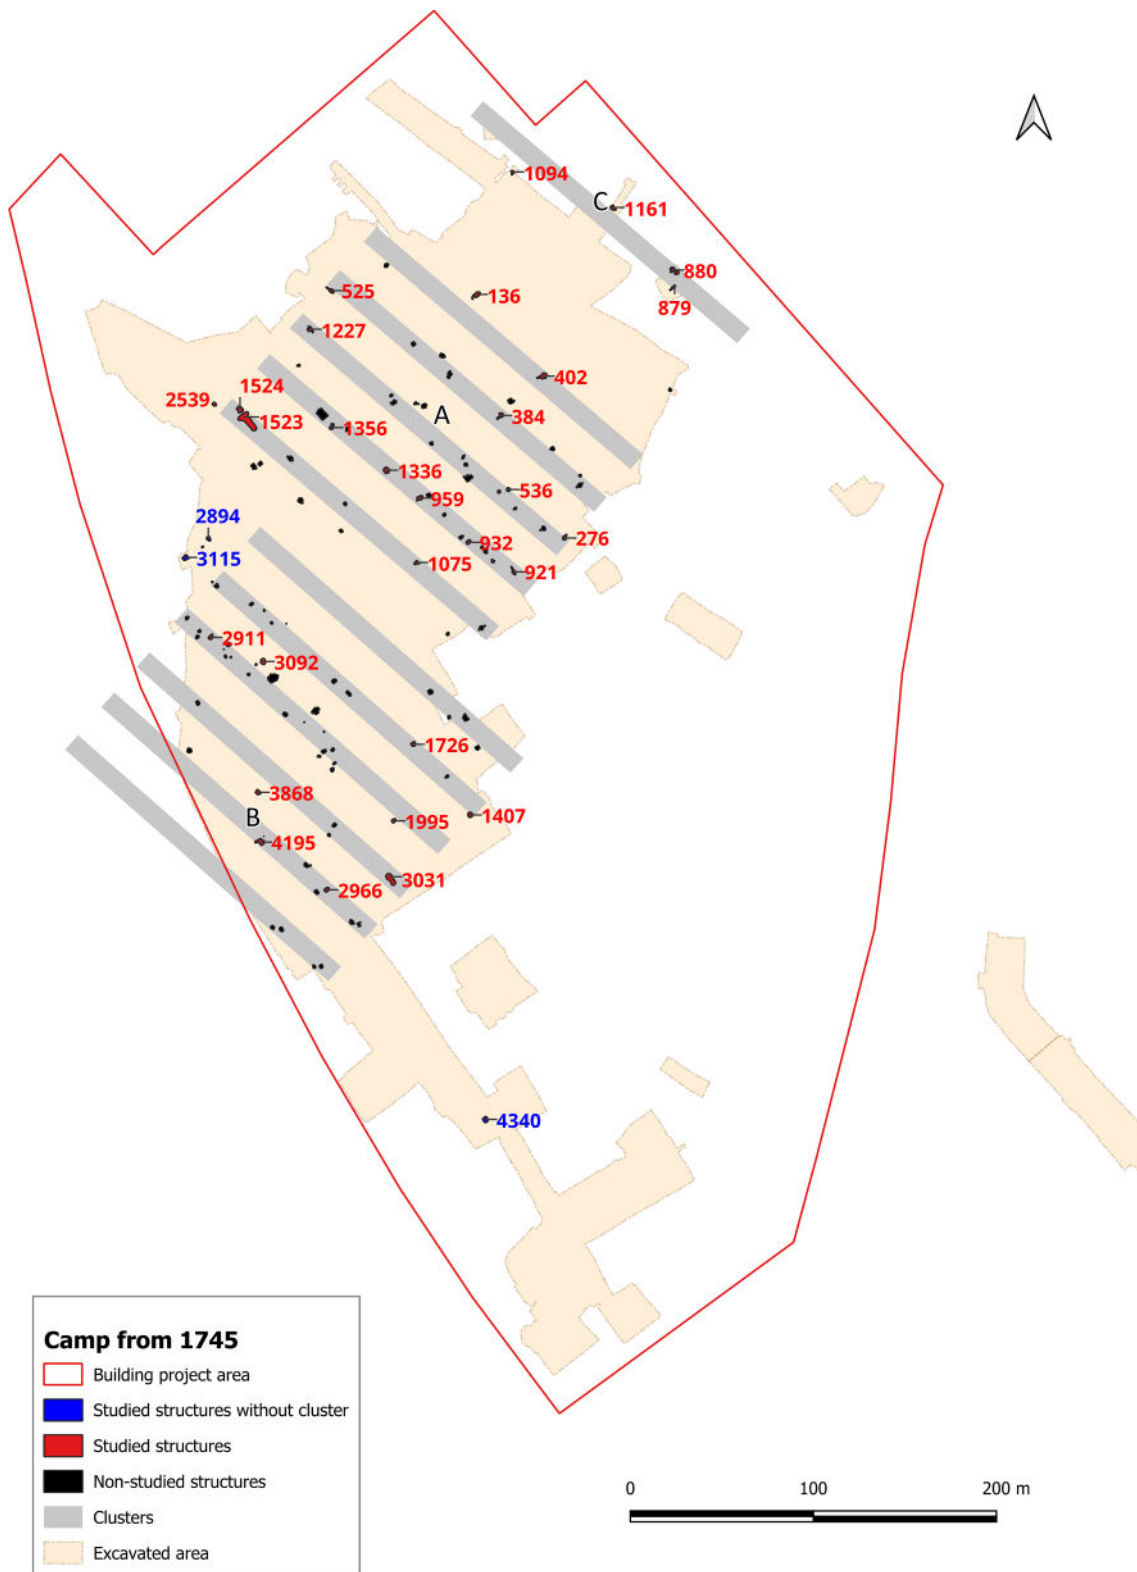 1094
C
1161
880
879
525
136
1227
402
1524
2539
1523
A
384
1356
1336
959
536
2894
932
276
3115
1075
921
2911
3092
1726
3868
B
1995
1407
4195
3031
2966
4340
Camp from 1745
Building project area
Studied structures without cluster
Studied structures
Non-studied structures
Clusters
Excavated area
0 100 200 m